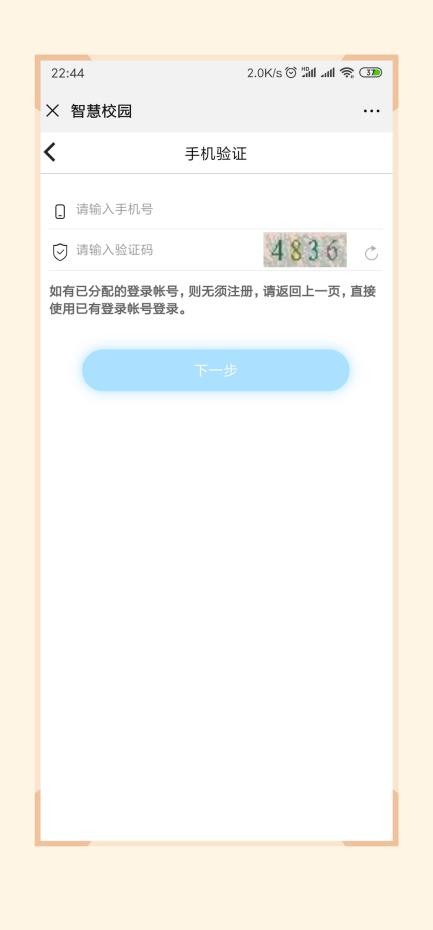 22:44 2.0K/s HD 37
智慧校园
手机验证
请输入手机号
请输入验证码 4836
如有已分配的登录帐号，则无须注册，请返回上一页，直接
使用已有登录帐号登录。
下一步